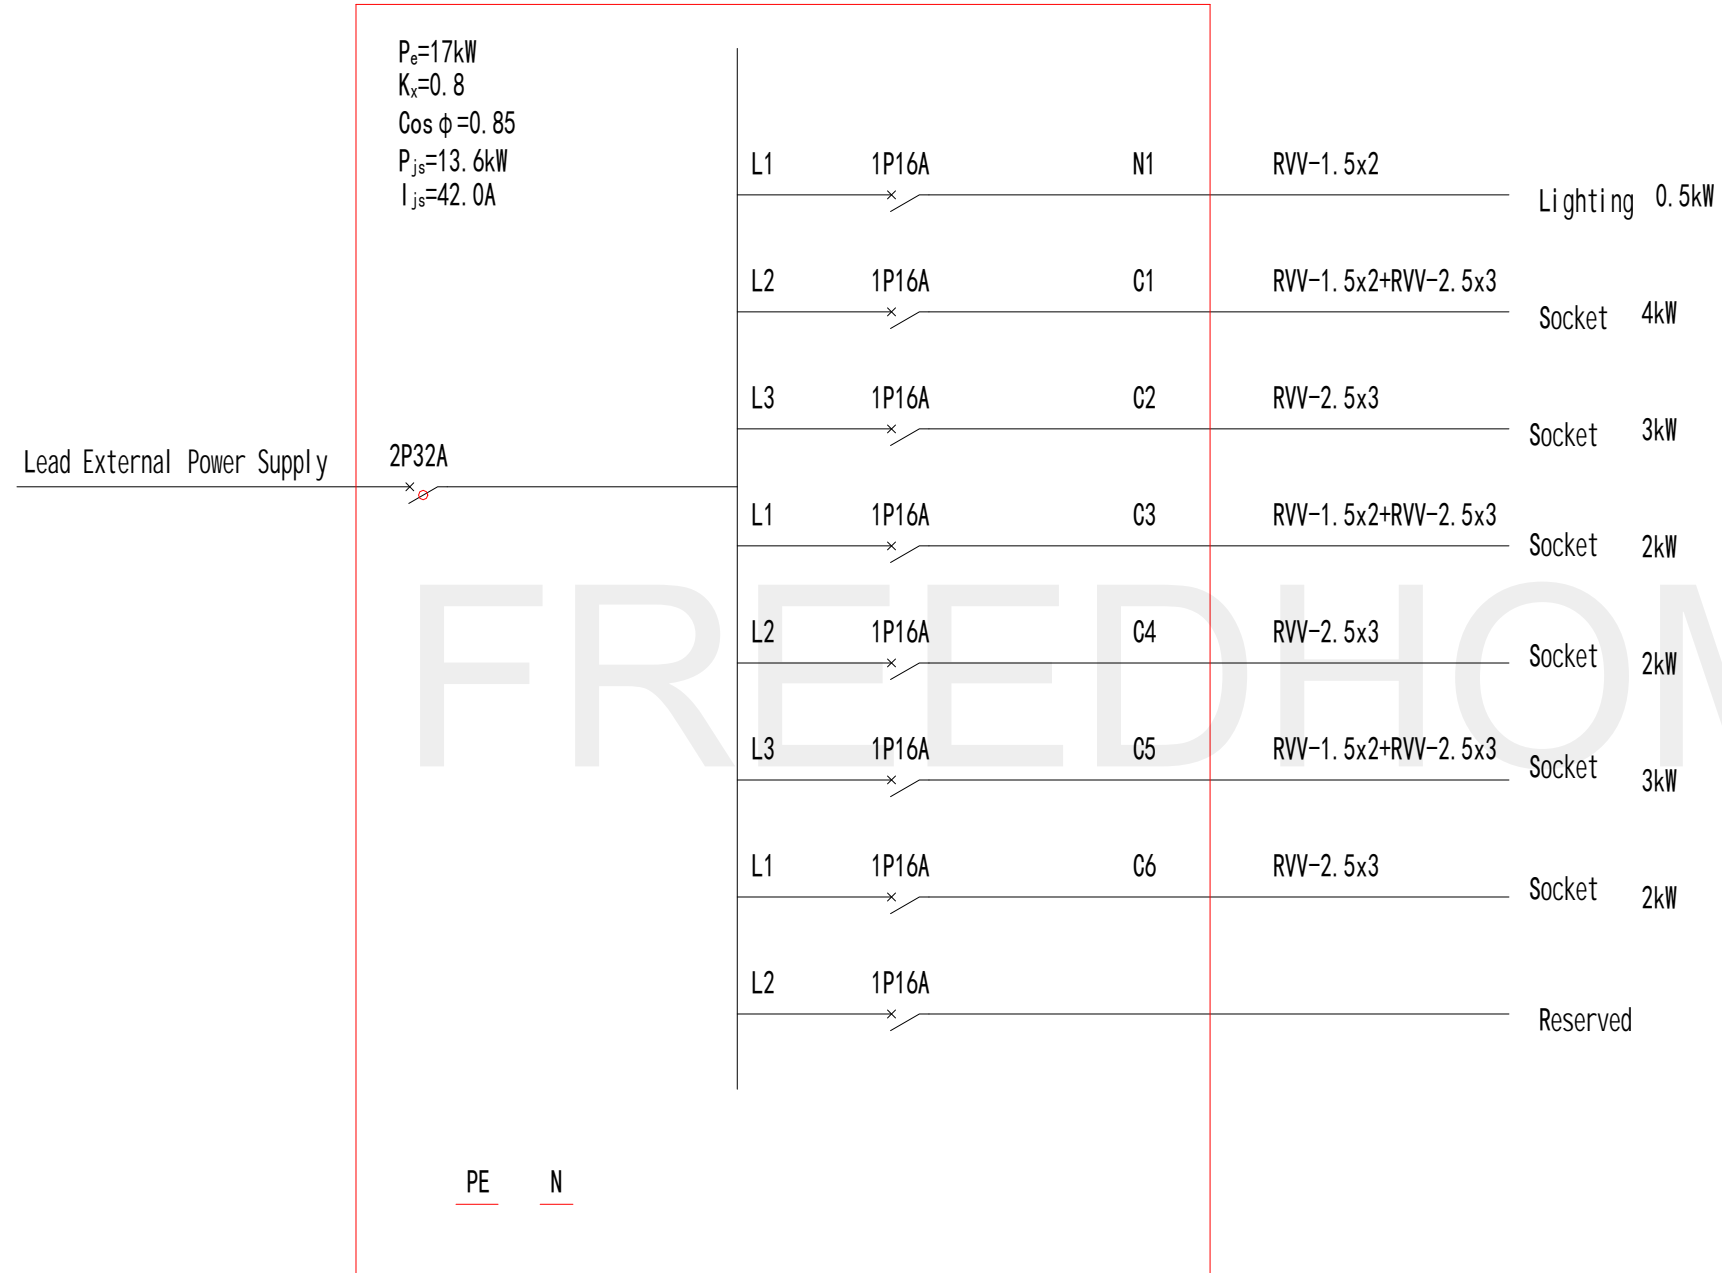 Pe=17kW
Kx=0.8
Cosφ=0.85
Pjs=13.6kW
Ijs=42.0A
L1 1P16A N1 RVV-1.5x2
Lighting 0.5kW
L2 1P16A C1 RVV-1.5x2+RVV-2.5x3
Socket 4kW
L3 1P16A C2 RVV-2.5x3
Socket 3kW
Lead External Power Supply 2P32A
L1 1P16A C3 RVV-1.5x2+RVV-2.5x3
Socket 2kW
L2 1P16A C4 RVV-2.5x3
Socket 2kW
FREEDHOM
L3 1P16A C5 RVV-1.5x2+RVV-2.5x3
Socket 3kW
L1 1P16A C6 RVV-2.5x3
Socket 2kW
L2 1P16A
Reserved
PE N